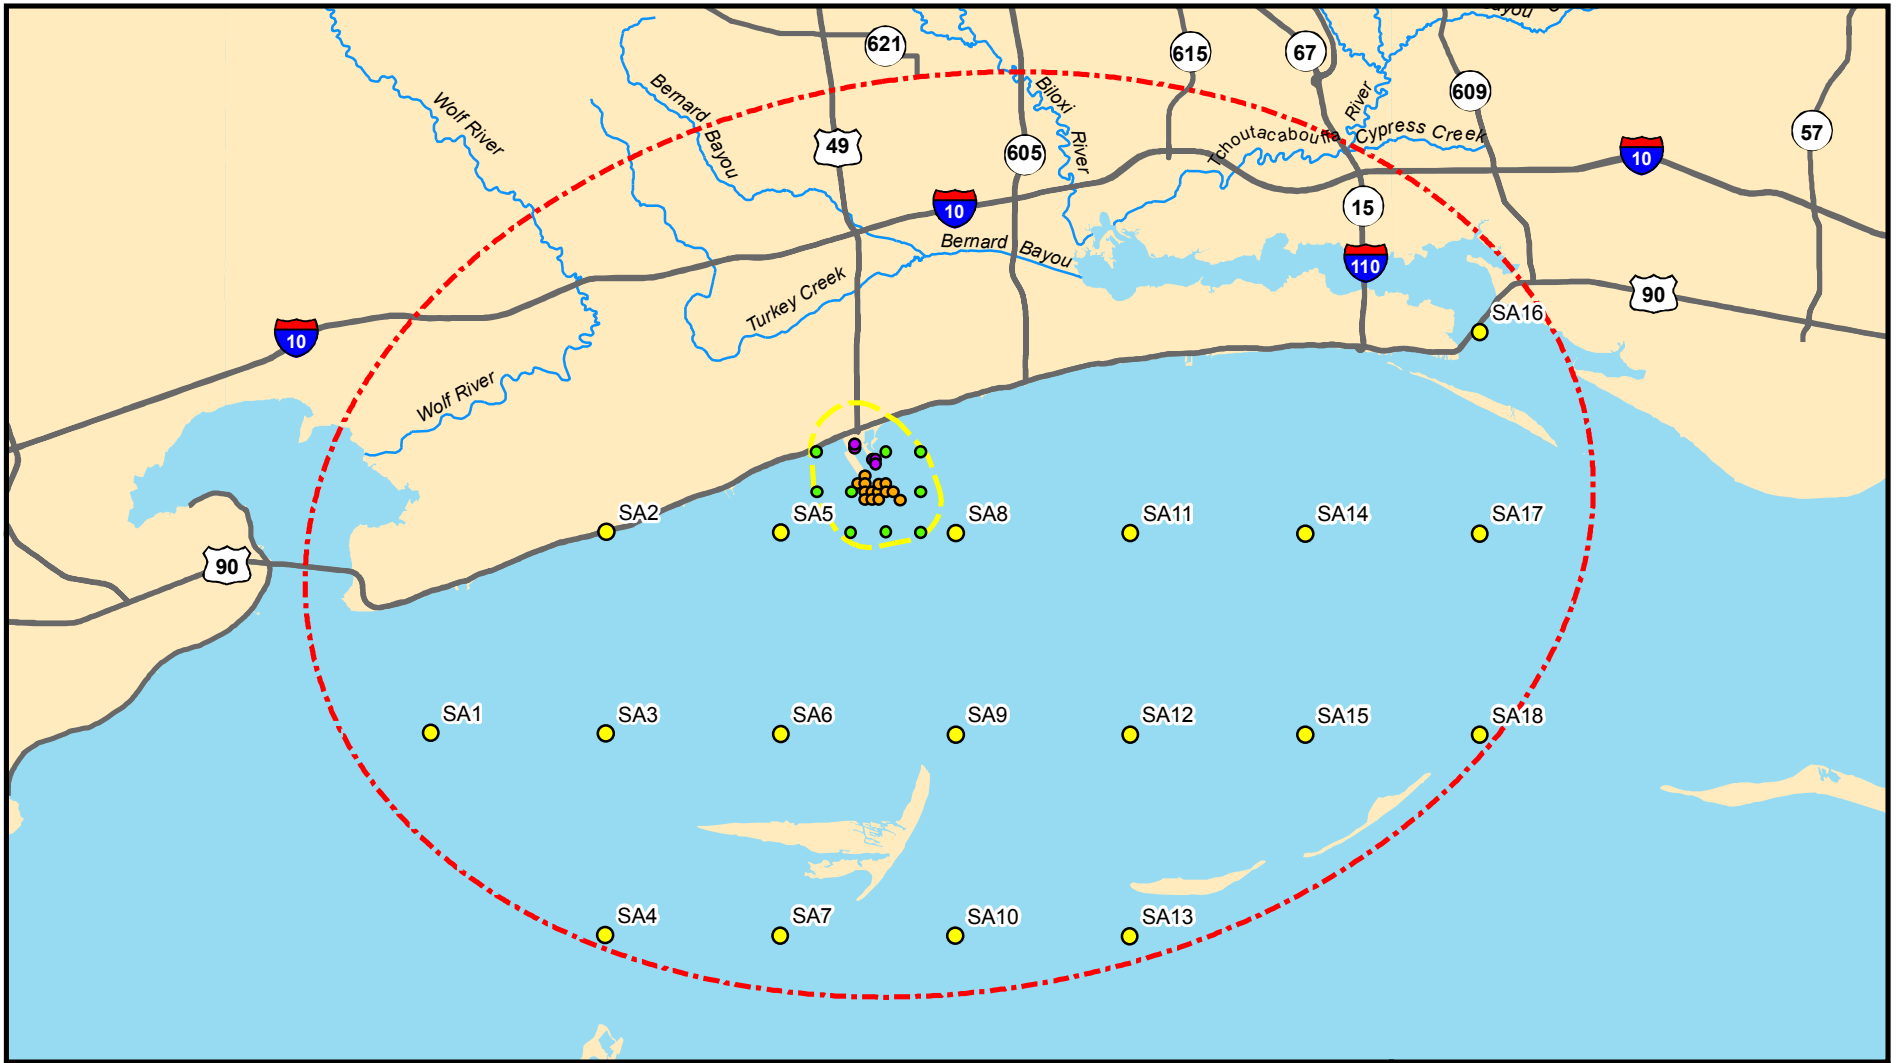 Bayou
621
615
67
609
57
Wolf River
Bernard Bayou
Biloxi River
49
605
Tchoutacabouffa River
Cypress Creek
10
10
15
110
Bernard Bayou
Turkey Creek
90
10
SA16
Wolf River
90
SA2
SA5
SA8
SA11
SA14
SA17
SA1
SA3
SA6
SA9
SA12
SA15
SA18
SA4
SA7
SA10
SA13